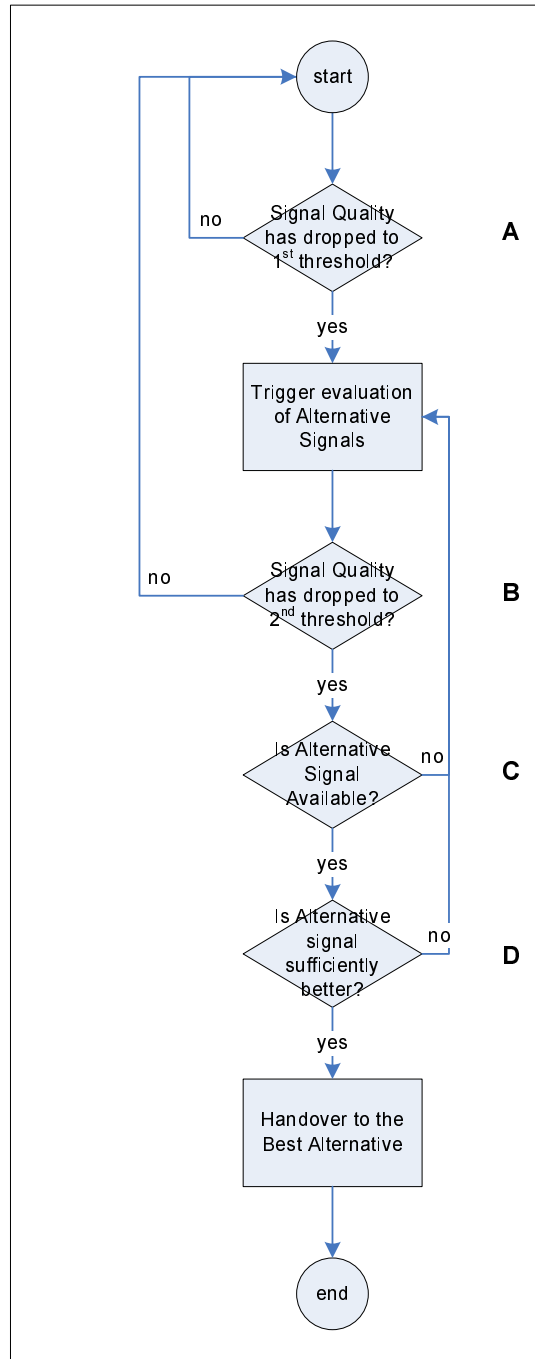 start
Signal Quality
has dropped to
1st threshold?
no
A
yes
Trigger evaluation
of Alternative
Signals
Signal Quality
has dropped to
2nd threshold?
no
B
yes
Is Alternative
Signal
Available?
no
C
yes
Is Alternative
signal
sufficiently
better?
no
D
yes
Handover to the
Best Alternative
end